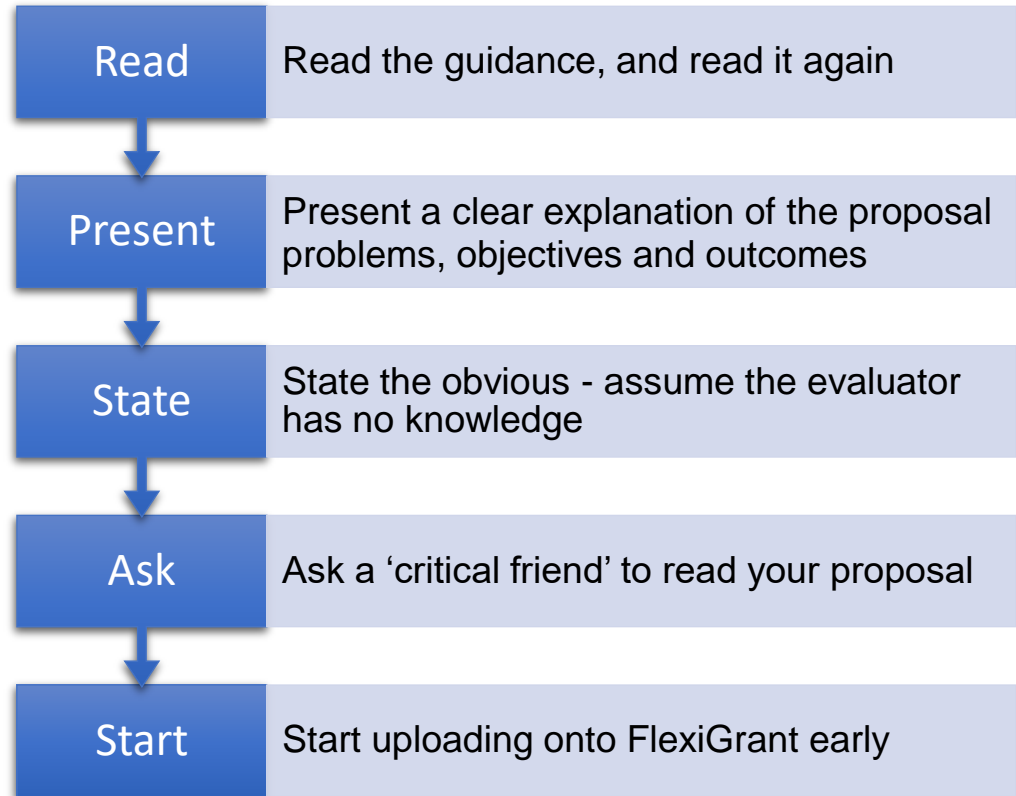 Read
Read the guidance, and read it again
Present
Present a clear explanation of the proposal
problems, objectives and outcomes
State
State the obvious - assume the evaluator
has no knowledge
Ask
Ask a ‘critical friend’ to read your proposal
Start
Start uploading onto FlexiGrant early